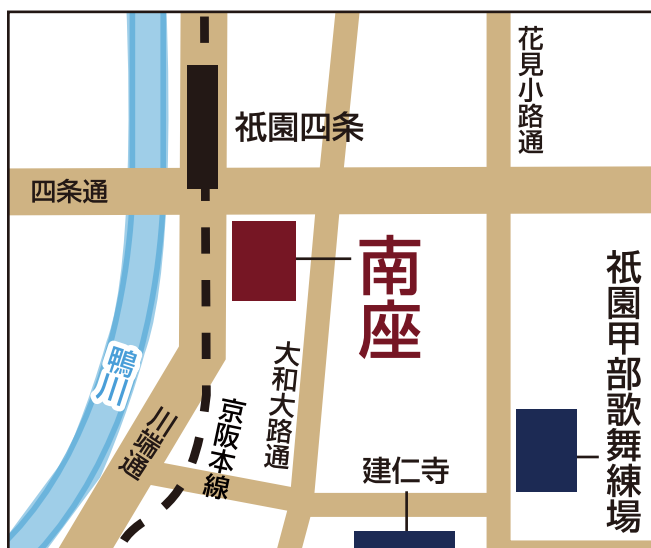 花見小路通
祇園四条
四条通
南座
祇園甲部歌舞練場
鴨川
大和大路通
川端通
京阪本線
建仁寺